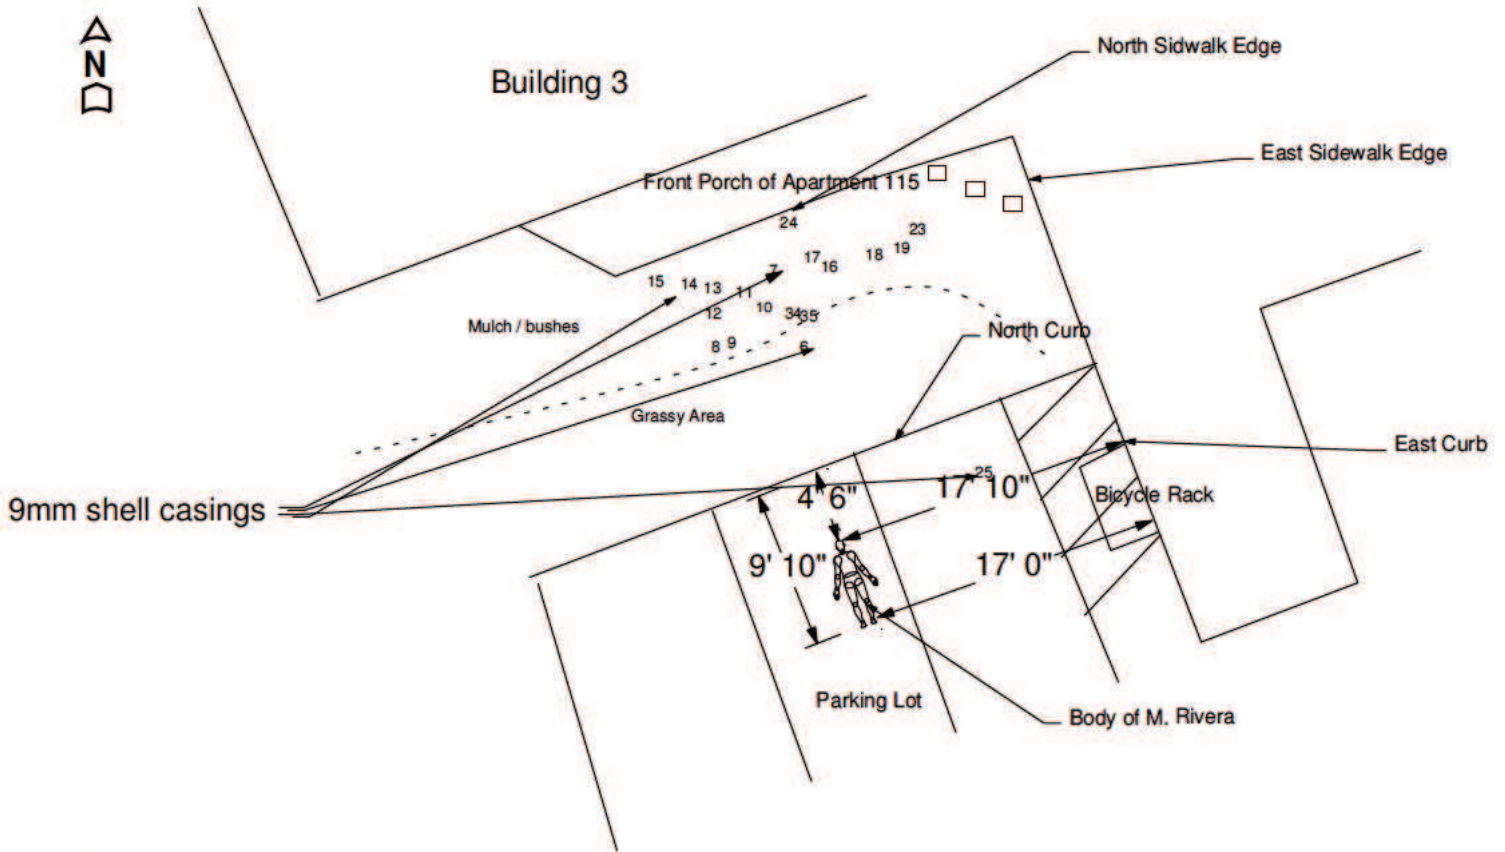 N
Building 3
North Sidwalk Edge
East Sidewalk Edge
Front Porch of Apartment 115
24
23
17
16
18
19
7
15
14
13
11
12
10
34
35
8
9
6
Mulch / bushes
North Curb
Grassy Area
East Curb
9mm shell casings
25
4' 6"
17' 10"
Bicycle Rack
9' 10"
17' 0"
Parking Lot
Body of M. Rivera